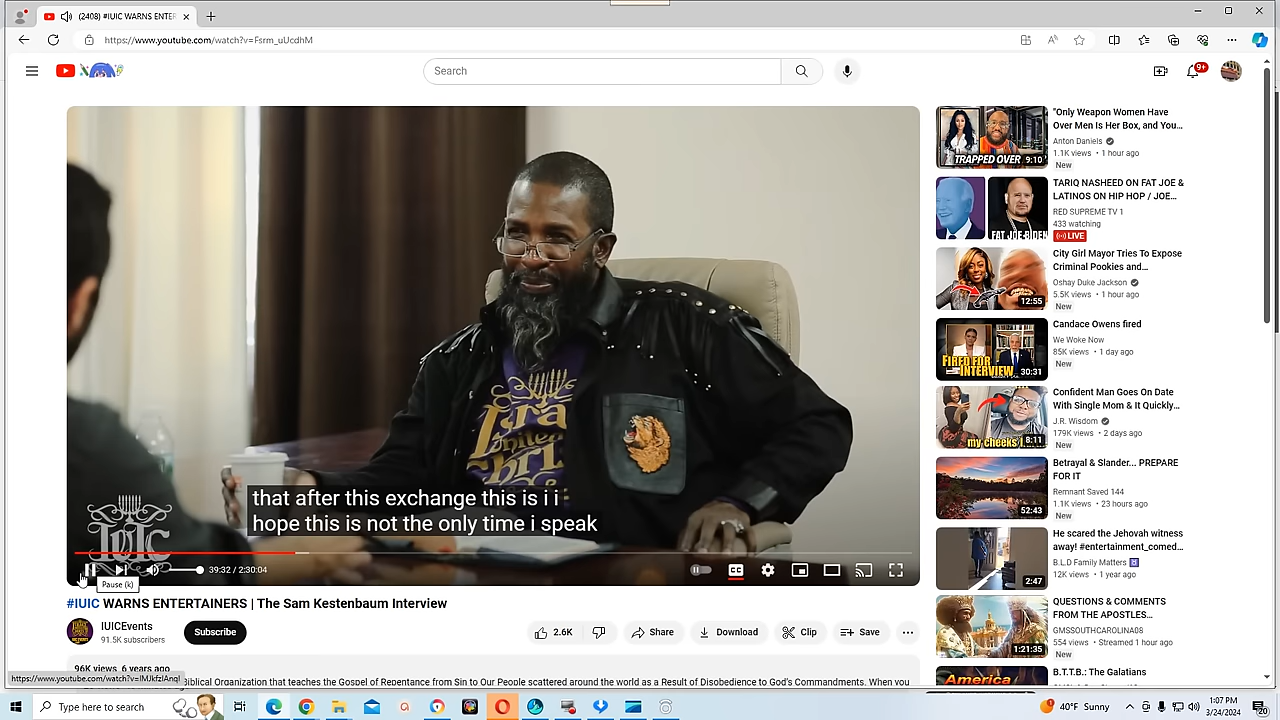 (2408) #IUIC WARNS ENTER
https://www.youtube.com/watch?v=Fsrm_uUcdhM
Search
9+
Israel
United
IUIC
that after this exchange this is i i
hope this is not the only time i speak
39:32 / 2:30:04
CC
Pause (k)
#IUIC WARNS ENTERTAINERS | The Sam Kestenbaum Interview
IUICEvents
91.5K subscribers
Subscribe
2.6K
Share
Download
Clip
Save
96K views 6 years ago
Biblical Organization that teaches the Gospel of Repentance from Sin to Our People scattered around the world as a Result of Disobedience to God's Commandments. When you
https://www.youtube.com/watch?v=IMJkfzIAnqI
"Only Weapon Women Have
Over Men Is Her Box, and You...
Anton Daniels
1.1K views • 1 hour ago
New
TRAPPED OVER
9:10
TARIQ NASHEED ON FAT JOE &
LATINOS ON HIP HOP / JOE...
RED SUPREME TV 1
433 watching
LIVE
FAT JOE-BIDEN
City Girl Mayor Tries To Expose
Criminal Pookies and...
Oshay Duke Jackson
5.5K views • 1 hour ago
New
12:55
Candace Owens fired
We Woke Now
85K views • 1 day ago
New
FIRED FOR
INTERVIEW
30:31
Confident Man Goes On Date
With Single Mom & It Quickly...
J.R. Wisdom
179K views • 2 days ago
New
my cheeks
8:11
Betrayal & Slander... PREPARE
FOR IT
Remnant Saved 144
1.1K views • 23 hours ago
New
52:43
He scared the Jehovah witness
away! #entertainment_comed...
B.L.D Family Matters
12K views • 1 year ago
2:47
QUESTIONS & COMMENTS
FROM THE APOSTLES...
GMSSOUTHCAROLINA08
554 views • Streamed 1 hour ago
New
1:21:35
B.T.T.B.: The Galatians
America
Type here to search
40°F Sunny
1:07 PM
3/24/2024
20